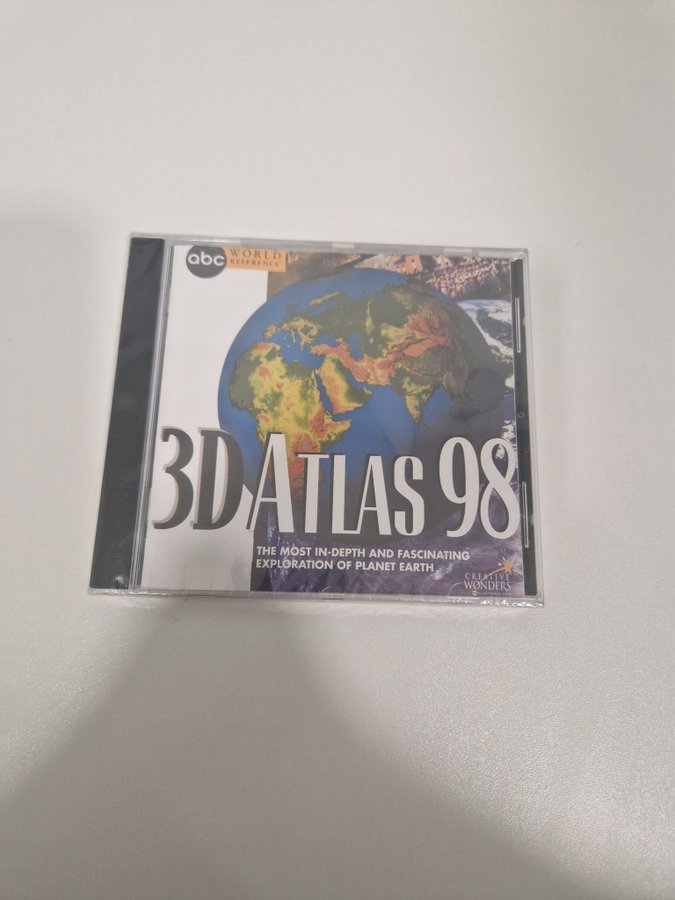 abc
WORLD
REFERENCE
3D ATLAS 98
THE MOST IN-DEPTH AND FASCINATING
EXPLORATION OF PLANET EARTH
CREATIVE
WONDERS